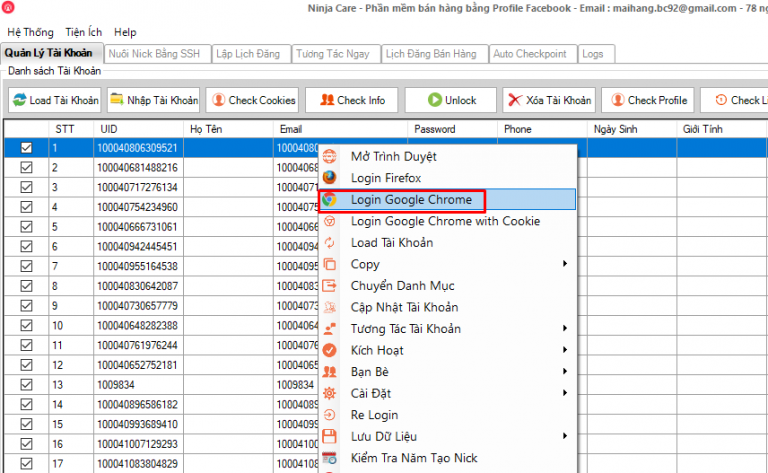 Ninja Care - Phần mềm bán hàng bằng Profile Facebook - Email : maihang.bc92@gmail.com - 78 ng
Hệ Thống Tiện Ích Help
Quản Lý Tài Khoản Nuôi Nick Bằng SSH Lập Lịch Đăng Tương Tác Ngay Lịch Đăng Bán Hàng Auto Checkpoint Logs
Danh sách Tài Khoản
Load Tài Khoản Nhập Tài Khoản Check Cookies Check Info Unlock Xóa Tài Khoản Check Profile Check Li
STT UID Họ Tên Email Password Phone Ngày Sinh Giới Tính
1 100040806309521 10004080
2 100040681488216 10004068
3 100040717276134 10004071
4 100040754234960 10004075
5 100040666731061 10004066
6 100040942445451 10004094
7 100040955164538 10004095
8 100040830642087 10004083
9 100040730657779 10004073
10 100040648282388 10004064
11 100040761976244 10004076
12 100040652752181 10004065
13 1009834 1009834
14 100040896586182 10004089
15 100040993689410 10004099
16 100041007129293 10004100
17 100041083804829 10004108
Mở Trình Duyệt
Login Firefox
Login Google Chrome
Login Google Chrome with Cookie
Load Tài Khoản
Copy
Chuyển Danh Mục
Cập Nhật Tài Khoản
Tương Tác Tài Khoản
Kích Hoạt
Bạn Bè
Cài Đặt
Re Login
Lưu Dữ Liệu
Kiểm Tra Năm Tạo Nick